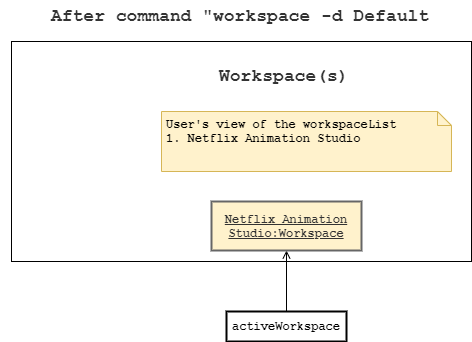 After command "workspace -d Default
Workspace(s)
User's view of the workspaceList
1. Netflix Animation Studio
Netflix Animation
Studio:Workspace
activeWorkspace